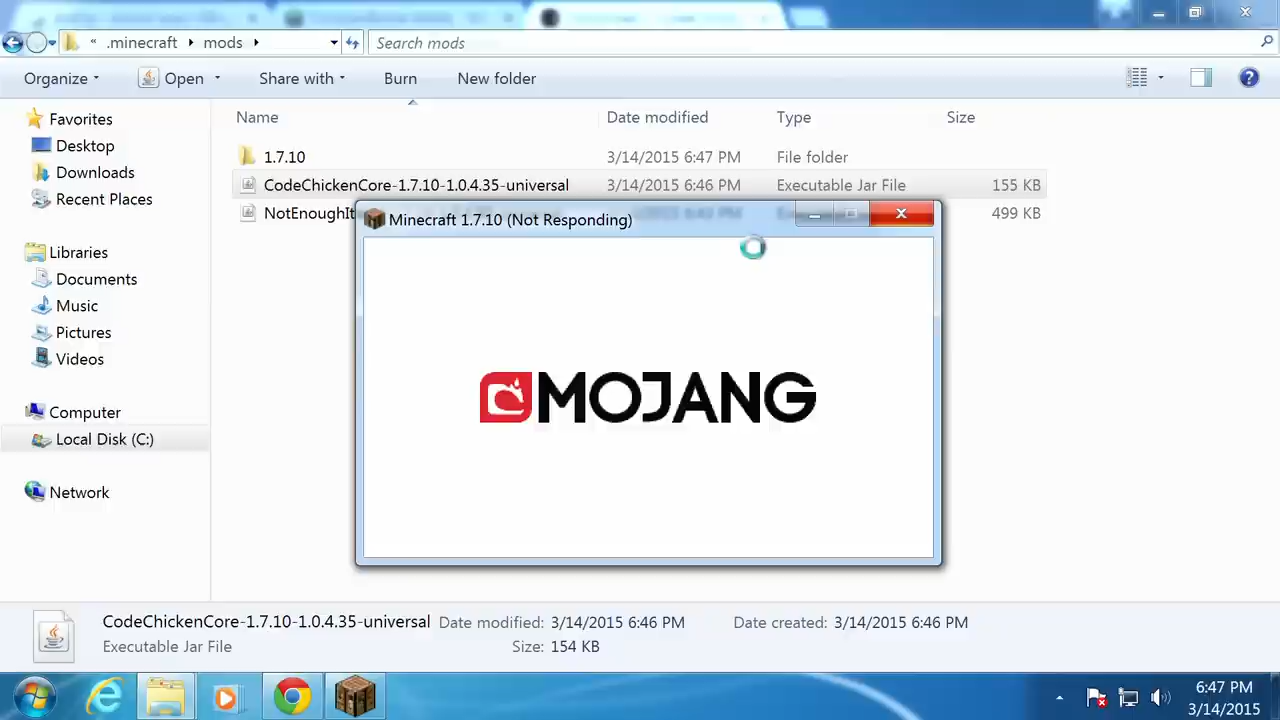 « .minecraft mods Search mods
Organize Open Share with Burn New folder
Name Date modified Type Size
Favorites
Desktop
Downloads
Recent Places
Libraries
Documents
Music
Pictures
Videos
Computer
Local Disk (C:)
Network
1.7.10 3/14/2015 6:47 PM File folder
CodeChickenCore-1.7.10-1.0.4.35-universal 3/14/2015 6:46 PM Executable Jar File 155 KB
NotEnoughIt 499 KB
Minecraft 1.7.10 (Not Responding)
MOJANG
CodeChickenCore-1.7.10-1.0.4.35-universal Date modified: 3/14/2015 6:46 PM Date created: 3/14/2015 6:46 PM
Executable Jar File Size: 154 KB
6:47 PM
3/14/2015